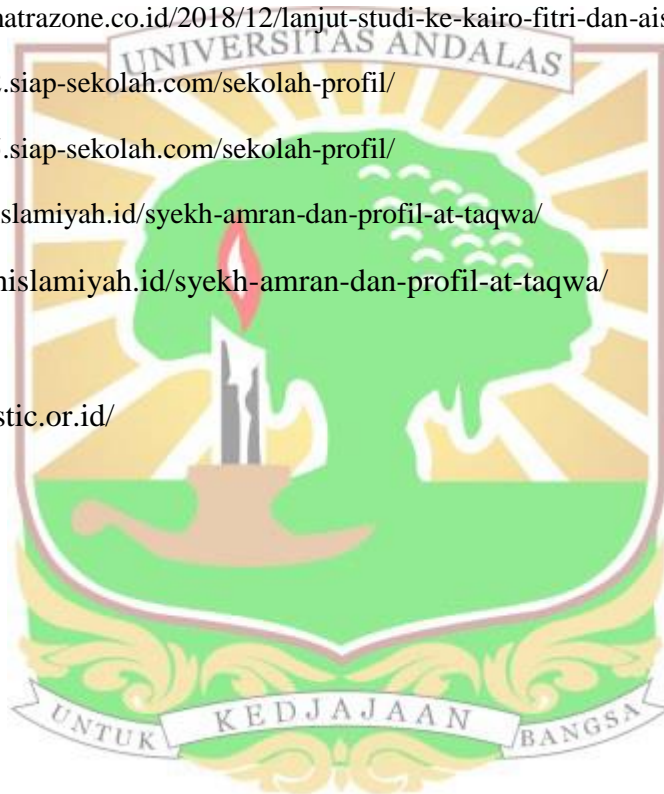 natrazone.co.id/2018/12/lanjut-studi-ke-kairo-fitri-dan-ais
UNIVERSITAS ANDALAS
.siap-sekolah.com/sekolah-profil/
.siap-sekolah.com/sekolah-profil/
slamiyah.id/syekh-amran-dan-profil-at-taqwa/
nislamiyah.id/syekh-amran-dan-profil-at-taqwa/
stic.or.id/
UNTUK KEDJAJAAN BANGSA